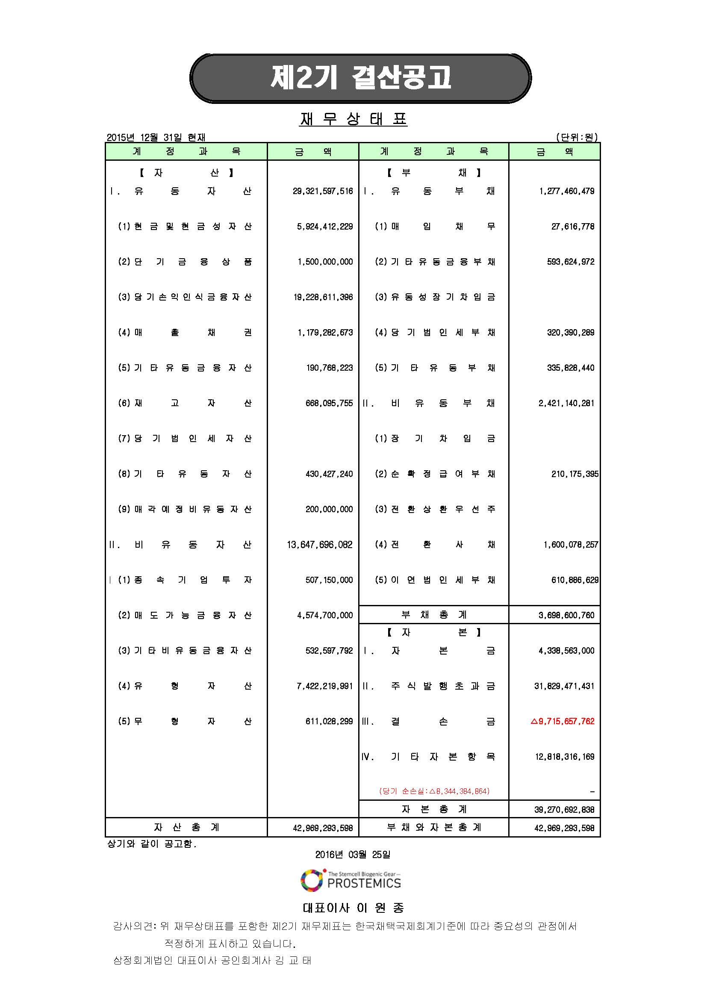 제2기 결산공고
재 무 상 태 표
2015년 12월 31일 현재 (단위:원)
계 정 과 목 금 액 계 정 과 목 금 액
【 자 산 】 【 부 채 】
Ⅰ. 유 동 자 산 29,321,597,516 Ⅰ. 유 동 부 채 1,277,460,479
(1) 현 금 및 현 금 성 자 산 5,924,412,229 (1) 매 입 채 무 27,616,778
(2) 단 기 금 융 상 품 1,500,000,000 (2) 기 타 유 동 금 융 부 채 593,624,972
(3) 당 기 손 익 인 식 금 융 자 산 19,228,611,396 (3) 유 동 성 장 기 차 입 금
(4) 매 출 채 권 1,179,282,673 (4) 당 기 법 인 세 부 채 320,390,289
(5) 기 타 유 동 금 융 자 산 190,768,223 (5) 기 타 유 동 부 채 335,828,440
(6) 재 고 자 산 668,095,755 Ⅱ. 비 유 동 부 채 2,421,140,281
(7) 당 기 법 인 세 자 산 (1) 장 기 차 입 금
(8) 기 타 유 동 자 산 430,427,240 (2) 순 확 정 급 여 부 채 210,175,395
(9) 매 각 예 정 비 유 동 자 산 200,000,000 (3) 전 환 상 환 우 선 주
Ⅱ. 비 유 동 자 산 13,647,696,082 (4) 전 환 사 채 1,600,078,257
Ⅰ (1) 종 속 기 업 투 자 507,150,000 (5) 이 연 법 인 세 부 채 610,886,629
(2) 매 도 가 능 금 융 자 산 4,574,700,000 부 채 총 계 3,698,600,760
【 자 본 】
(3) 기 타 비 유 동 금 융 자 산 532,597,792 Ⅰ. 자 본 금 4,338,563,000
(4) 유 형 자 산 7,422,219,991 Ⅱ. 주 식 발 행 초 과 금 31,829,471,431
(5) 무 형 자 산 611,028,299 Ⅲ. 결 손 금 △9,715,657,762
Ⅳ. 기 타 자 본 항 목 12,818,316,169
(당기 순손실:△8,344,384,864) -
자 본 총 계 39,270,692,838
자 산 총 계 42,969,293,598 부 채 와 자 본 총 계 42,969,293,598
상기와 같이 공고함.
2016년 03월 25일
The Stemcell Biogenic Gear—
PROSTEMICS
대표이사 이 원 종
감사의견: 위 재무상태표를 포함한 제2기 재무제표는 한국채택국제회계기준에 따라 중요성의 관점에서
적정하게 표시하고 있습니다.
삼정회계법인 대표이사 공인회계사 김 교 태